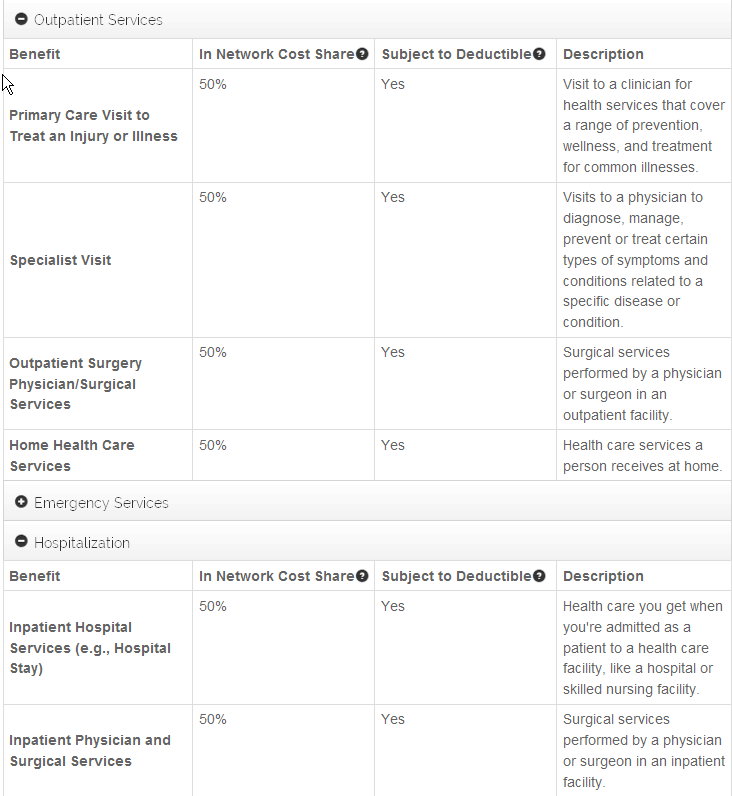 Outpatient Services
Benefit In Network Cost Share? Subject to Deductible? Description
Primary Care Visit to
Treat an Injury or Illness
50%
Yes
Visit to a clinician for
health services that cover
a range of prevention,
wellness, and treatment
for common illnesses.
Specialist Visit
50%
Yes
Visits to a physician to
diagnose, manage,
prevent or treat certain
types of symptoms and
conditions related to a
specific disease or
condition.
Outpatient Surgery
Physician/Surgical
Services
50%
Yes
Surgical services
performed by a physician
or surgeon in an
outpatient facility.
Home Health Care
Services
50%
Yes
Health care services a
person receives at home.
Emergency Services
Hospitalization
Benefit In Network Cost Share? Subject to Deductible? Description
Inpatient Hospital
Services (e.g., Hospital
Stay)
50%
Yes
Health care you get when
you're admitted as a
patient to a health care
facility, like a hospital or
skilled nursing facility.
Inpatient Physician and
Surgical Services
50%
Yes
Surgical services
performed by a physician
or surgeon in an inpatient
facility.